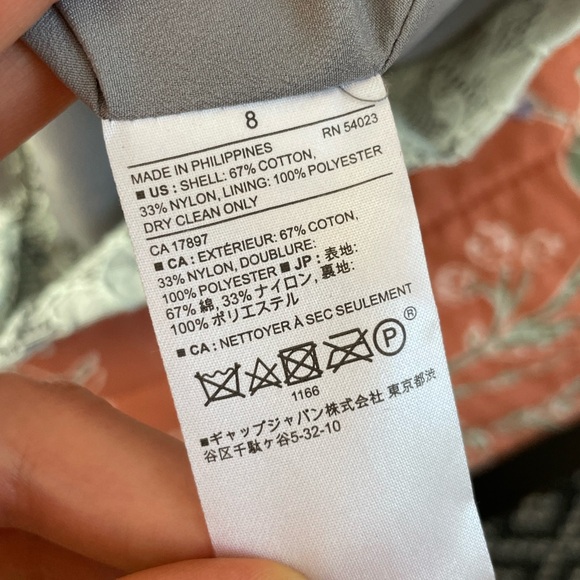 8
RN 54023
MADE IN PHILIPPINES
■ US : SHELL: 67% COTTON,
33% NYLON, LINING: 100% POLYESTER
DRY CLEAN ONLY
CA 17897
■ CA : EXTÉRIEUR: 67% COTON,
33% NYLON, DOUBLURE:
100% POLYESTER ■ JP : 表地:
67% 綿, 33% ナイロン, 裏地:
100% ポリエステル
■ CA : NETTOYER À SEC SEULEMENT
P ®
1166
■ギャップジャパン株式会社 東京都渋
谷区千駄ヶ谷5-32-10